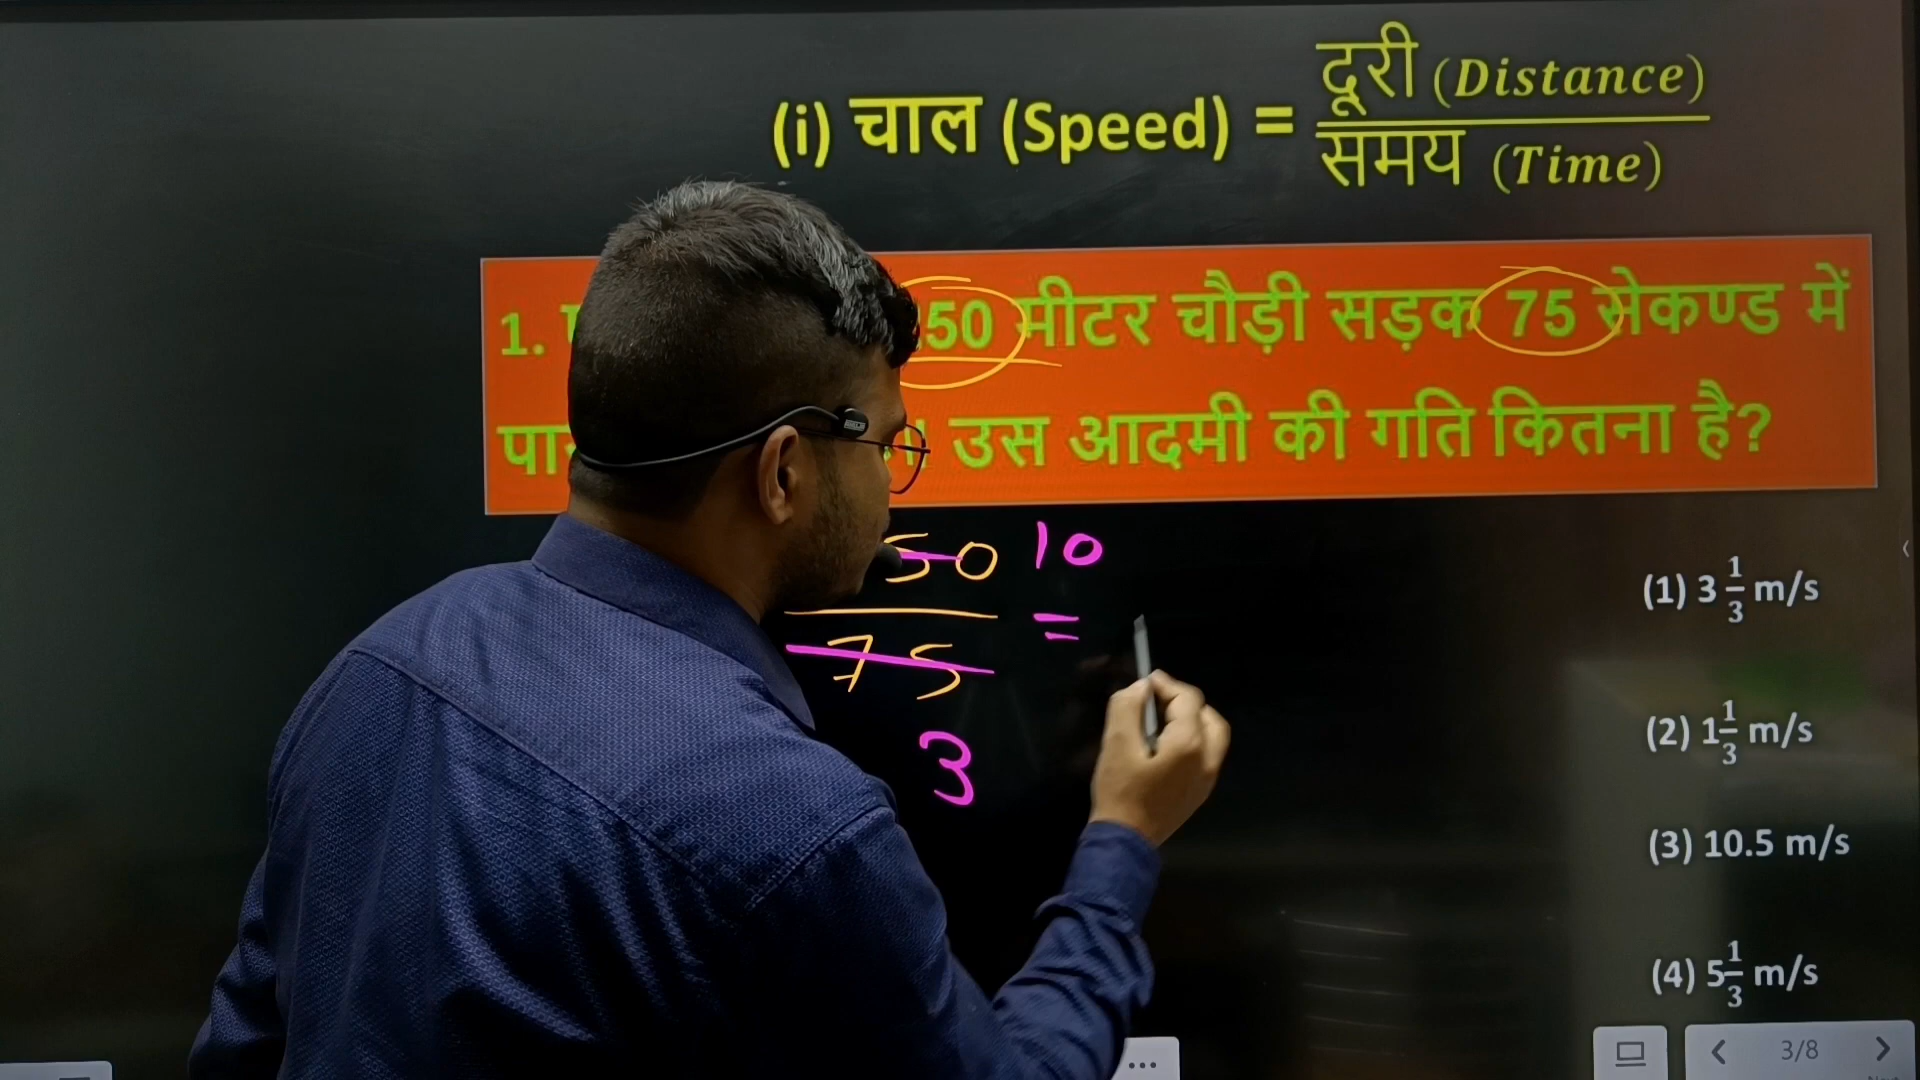 (i) चाल (Speed) = दूरी (Distance)
समय (Time)
1. 50 मीटर चौड़ी सड़क 75 सेकण्ड में
उस आदमी की गति कितना है?
50 10
=
75
3
(1) 3 1/3 m/s
(2) 1 1/3 m/s
(3) 10.5 m/s
(4) 5 1/3 m/s
3/8